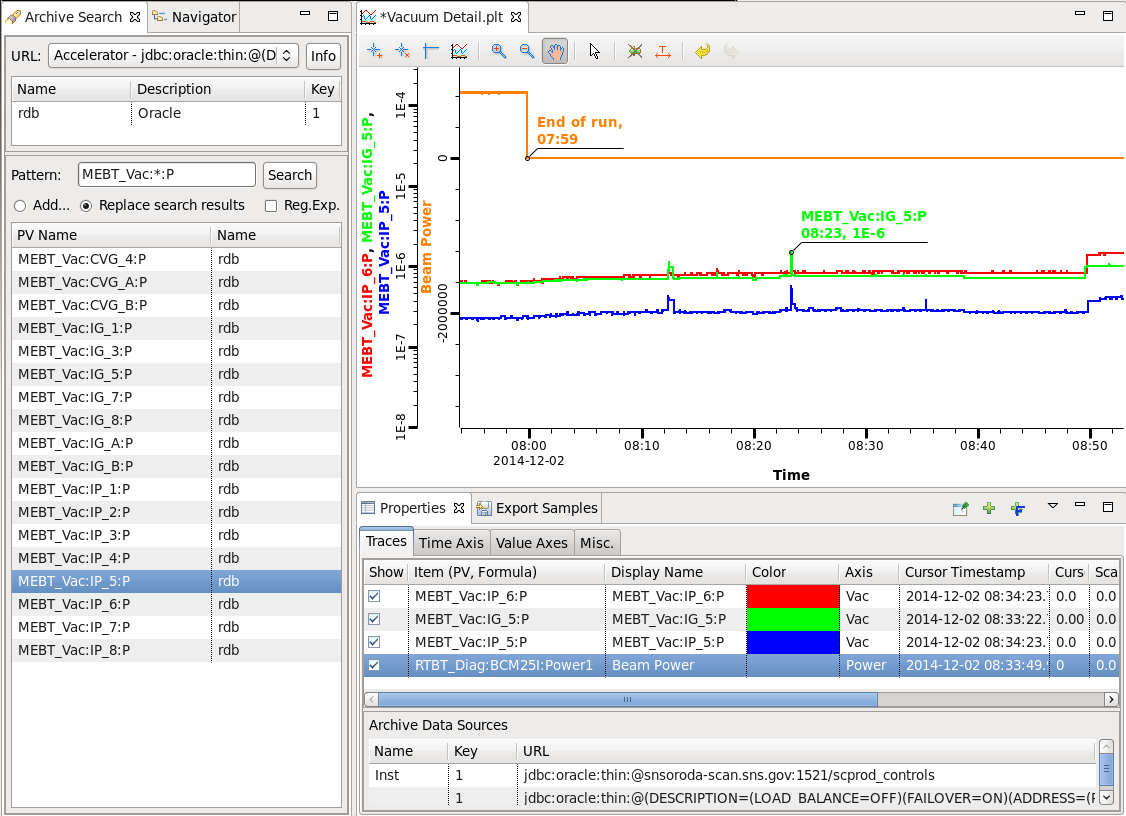 Archive Search
Navigator
URL:
Accelerator - jdbc:oracle:thin:@(D
Info
Name Description Key
rdb Oracle 1
Pattern:
MEBT_Vac:*:P
Search
Add...
Replace search results
Reg.Exp.
PV Name Name
MEBT_Vac:CVG_4:P rdb
MEBT_Vac:CVG_A:P rdb
MEBT_Vac:CVG_B:P rdb
MEBT_Vac:IG_1:P rdb
MEBT_Vac:IG_3:P rdb
MEBT_Vac:IG_5:P rdb
MEBT_Vac:IG_7:P rdb
MEBT_Vac:IG_8:P rdb
MEBT_Vac:IG_A:P rdb
MEBT_Vac:IG_B:P rdb
MEBT_Vac:IP_1:P rdb
MEBT_Vac:IP_2:P rdb
MEBT_Vac:IP_3:P rdb
MEBT_Vac:IP_4:P rdb
MEBT_Vac:IP_5:P rdb
MEBT_Vac:IP_6:P rdb
MEBT_Vac:IP_7:P rdb
MEBT_Vac:IP_8:P rdb
*Vacuum Detail.plt
MEBT_Vac:IP_6:P, MEBT_Vac:IG_5:P,
MEBT_Vac:IP_5:P
1E-4
1E-5
1E-6
1E-7
1E-8
Beam Power
0
-2000000
End of run,
07:59
MEBT_Vac:IG_5:P
08:23, 1E-6
08:00 08:10 08:20 08:30 08:40 08:50
2014-12-02
Time
Properties
Export Samples
Traces Time Axis Value Axes Misc.
Show Item (PV, Formula) Display Name Color Axis Cursor Timestamp Curs Sca
MEBT_Vac:IP_6:P MEBT_Vac:IP_6:P Vac 2014-12-02 08:34:23. 0.0 0.0
MEBT_Vac:IG_5:P MEBT_Vac:IG_5:P Vac 2014-12-02 08:33:22. 0.00 0.0
MEBT_Vac:IP_5:P MEBT_Vac:IP_5:P Vac 2014-12-02 08:34:23. 0.0 0.0
RTBT_Diag:BCM25I:Power1 Beam Power Power 2014-12-02 08:33:49. 0 0.0
Archive Data Sources
Name Key URL
Inst 1 jdbc:oracle:thin:@snsoroda-scan.sns.gov:1521/scprod_controls
1 jdbc:oracle:thin:@(DESCRIPTION=(LOAD_BALANCE=OFF)(FAILOVER=ON)(ADDRESS=(